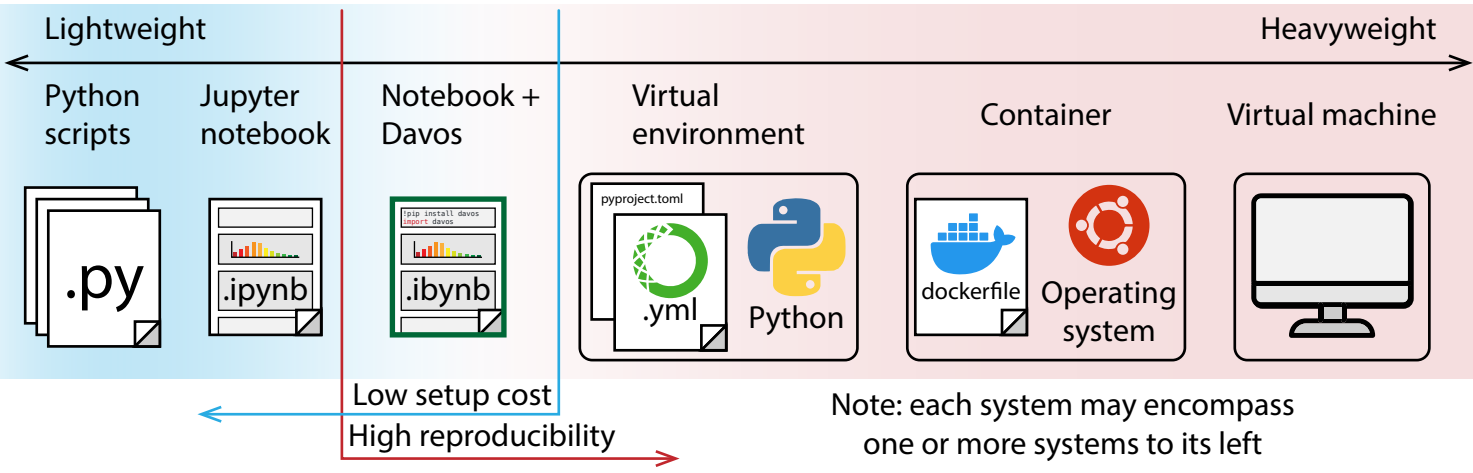 Lightweight
Heavyweight
Python
scripts
Jupyter
notebook
Notebook +
Davos
Virtual
environment
Container
Virtual machine
.py
.ipynb
!pip install davos
import davos
.ibynb
pyproject.toml
.yml
Python
dockerfile
Operating
system
Low setup cost
High reproducibility
Note: each system may encompass
one or more systems to its left